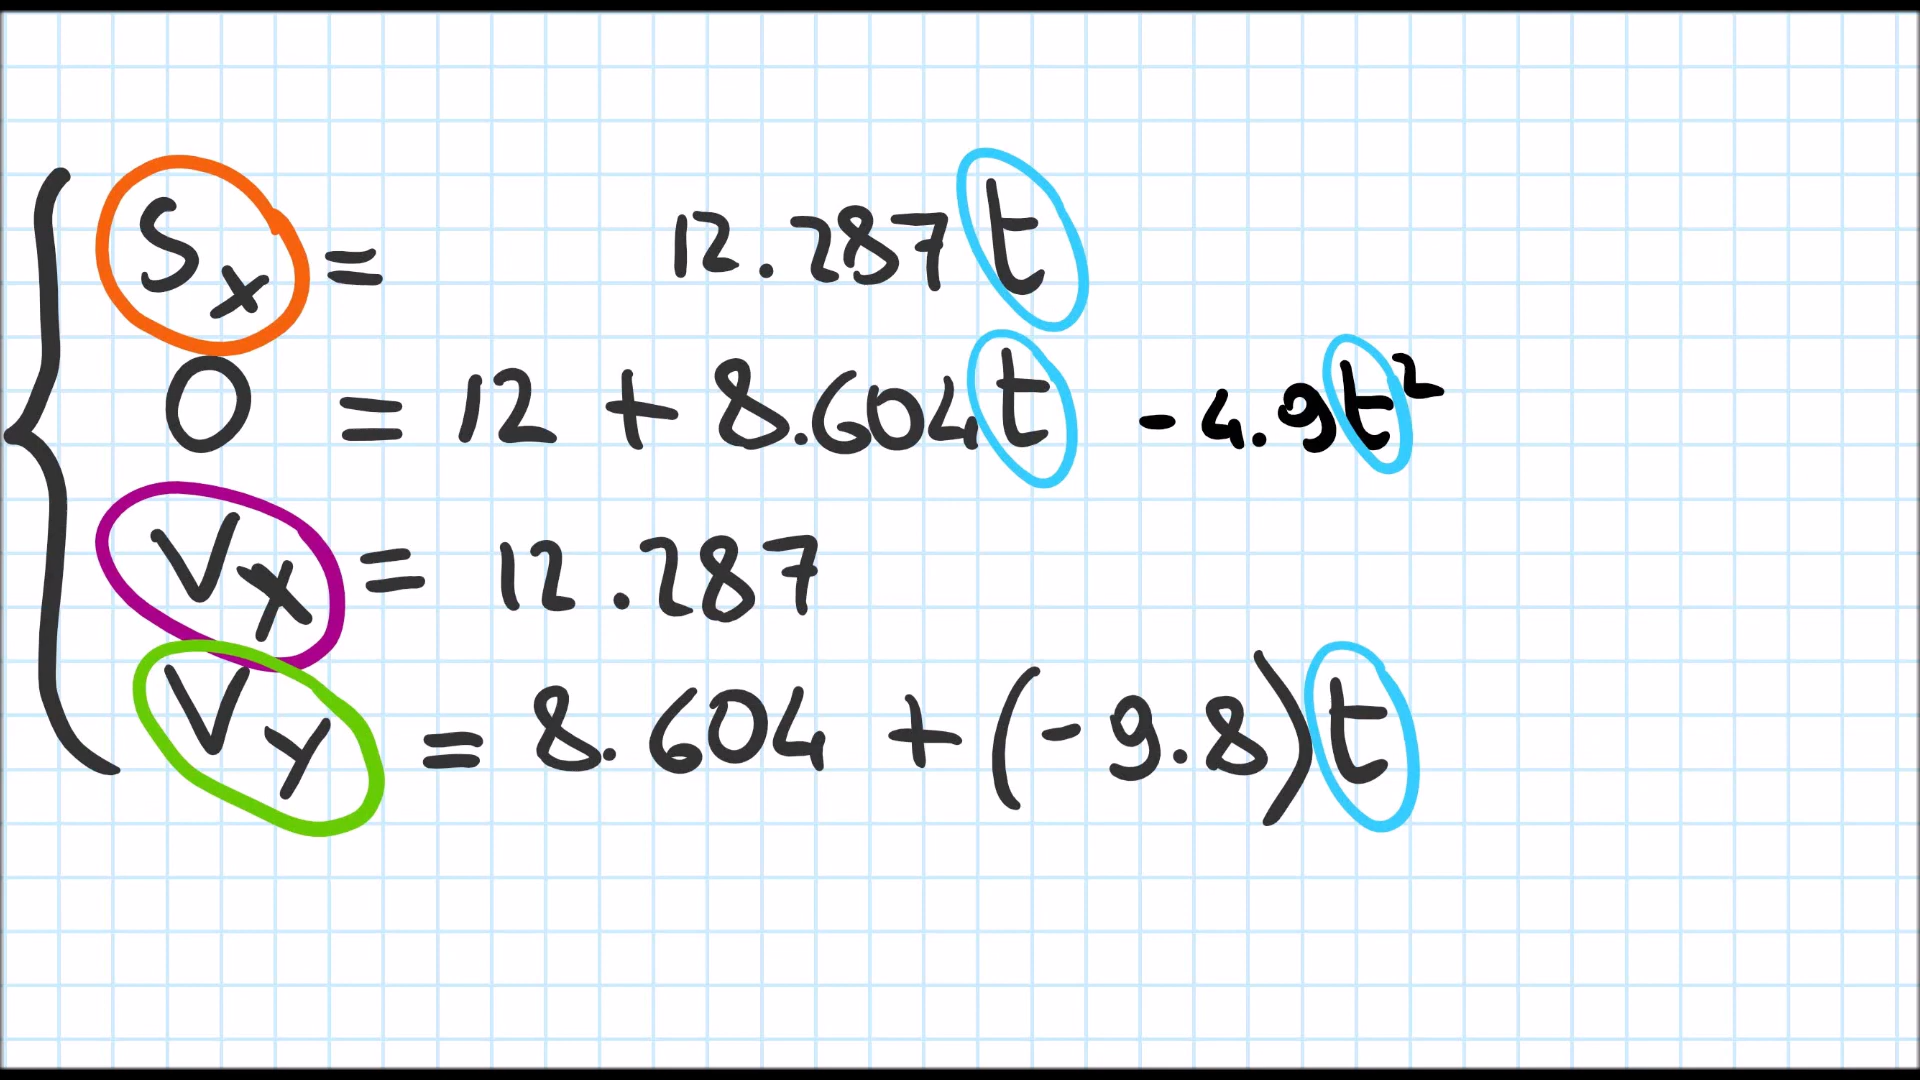 Sx = 12.287t
0 = 12 + 8.604t - 4.9t²
Vx = 12.287
Vy = 8.604 + (-9.8)t